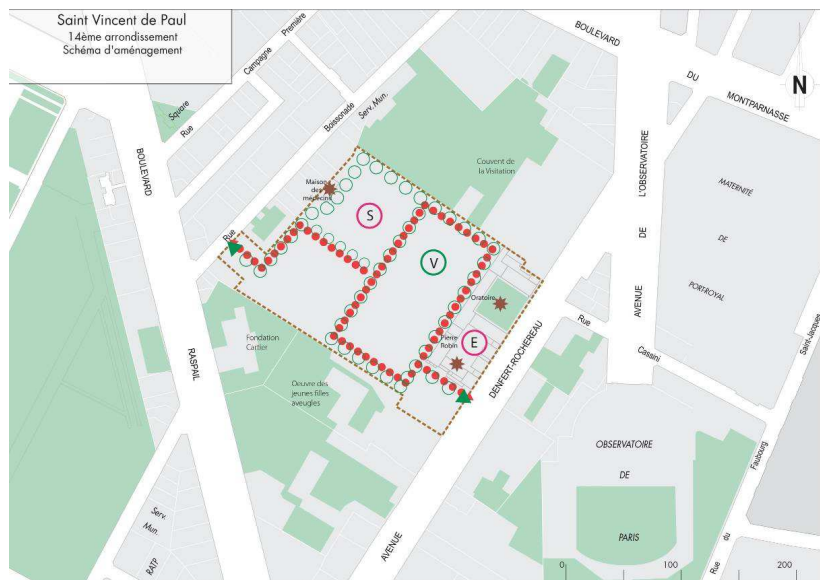 Saint Vincent de Paul
14ème arrondissement
Schéma d'aménagement
BOULEVARD
DU
MONTPARNASSE
N
Square
Rue
Campagne
Première
Boissonade
Serv. Mun.
BOULEVARD
RASPAIL
Rue
Couvent de
la Visitation
Maison
des
médecins
S
V
E
Oratoire
Pierre
Robin
Fondation
Cartier
Oeuvre des
jeunes filles
aveugles
AVENUE
DE
L'OBSERVATOIRE
MATERNITÉ
DE
PORT-ROYAL
Rue
Cassini
Saint-Jacques
Faubourg
du
Rue
AVENUE
DENFERT-ROCHEREAU
OBSERVATOIRE
DE
PARIS
Serv.
Mun.
RATP
0
100
200